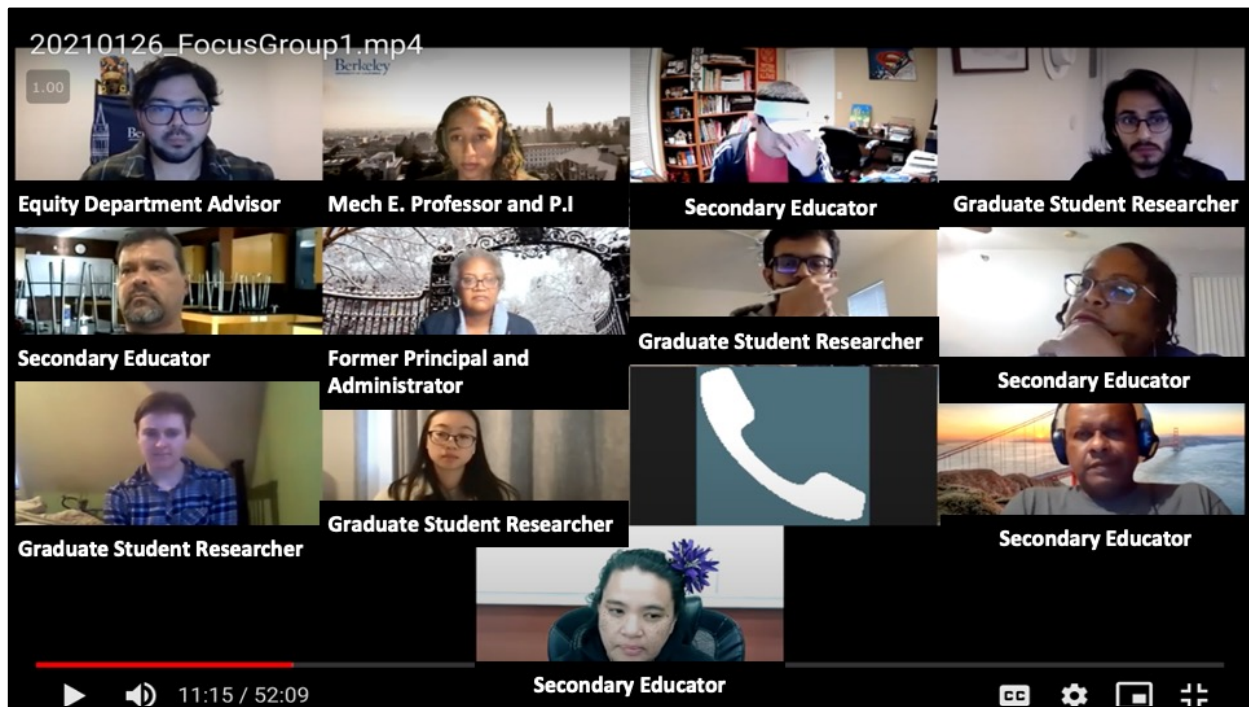 20210126_FocusGroup1.mp4
1.00
Be
Berkeley
Equity Department Advisor
Mech E. Professor and P.I
Secondary Educator
Graduate Student Researcher
Secondary Educator
Former Principal and
Administrator
Graduate Student Researcher
Secondary Educator
Graduate Student Researcher
Graduate Student Researcher
Secondary Educator
Secondary Educator
11:15 / 52:09
CC